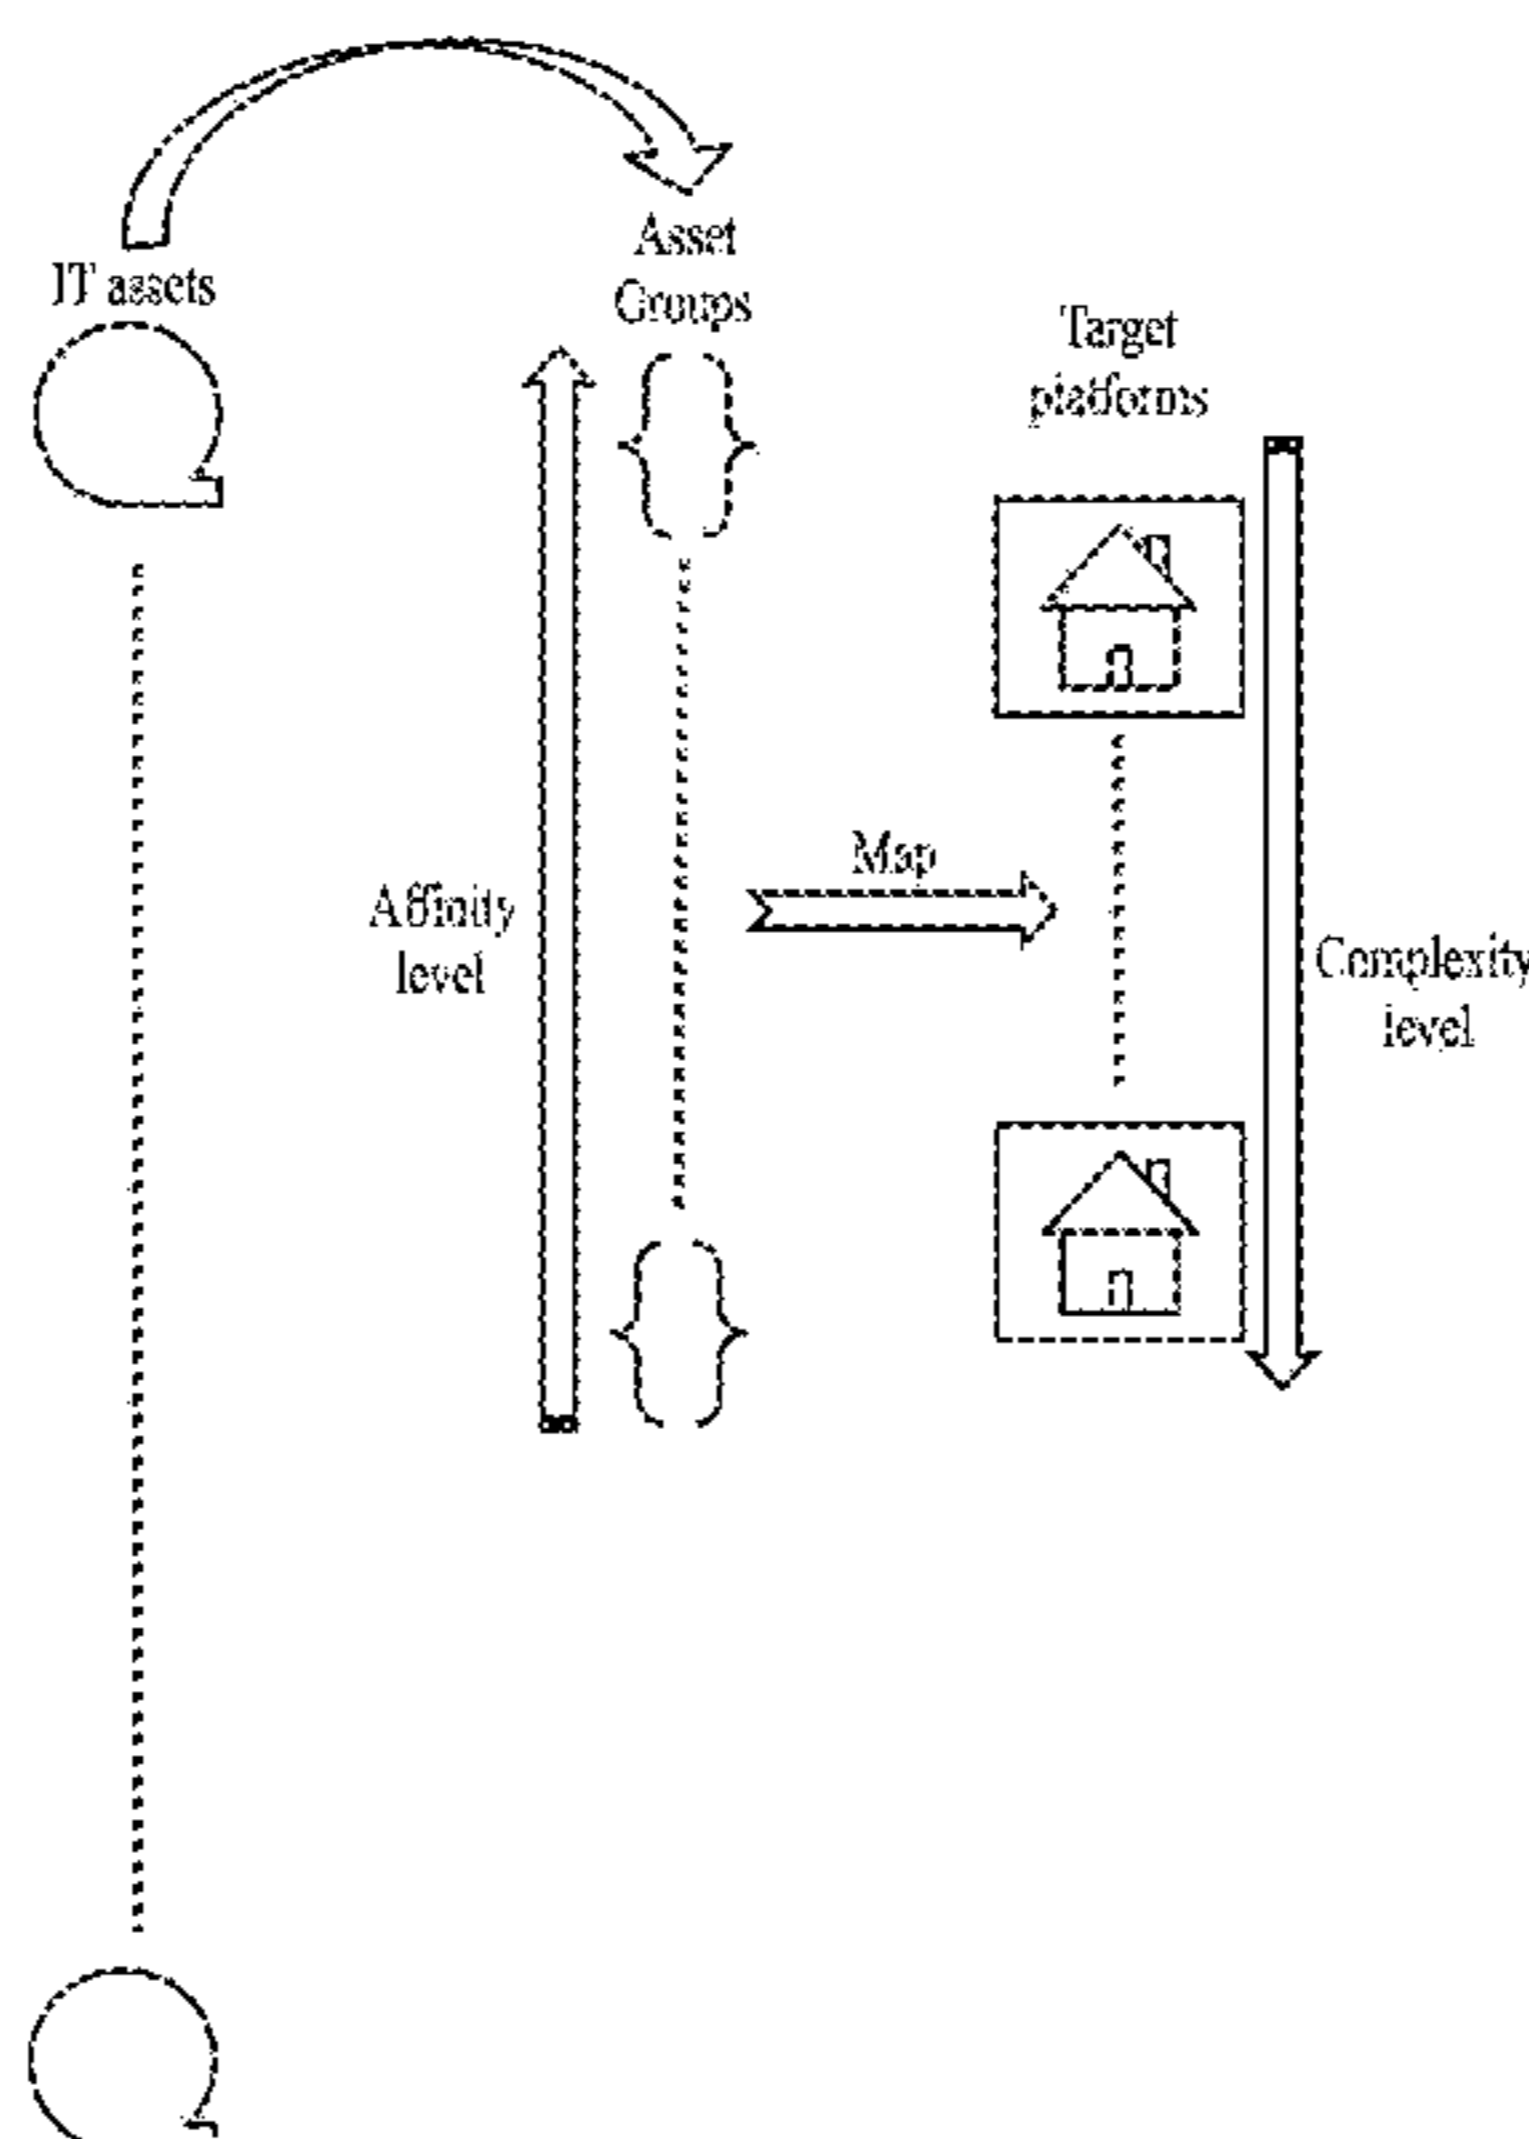 IT assets
Asset
Groups
Target
platforms
Map
Affinity
level
Complexity
level